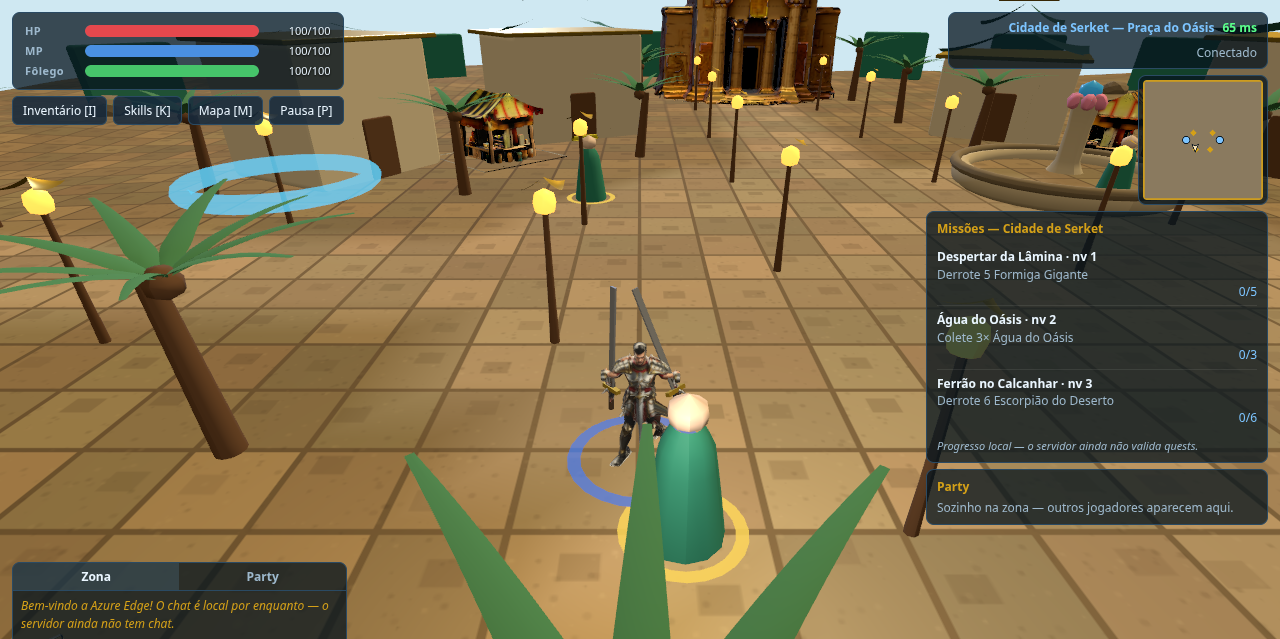 HP 100/100
MP 100/100
Fôlego 100/100
Inventário [I] Skills [K] Mapa [M] Pausa [P]
Cidade de Serket — Praça do Oásis 65 ms
Conectado
Missões — Cidade de Serket
Despertar da Lâmina · nv 1
Derrote 5 Formiga Gigante
0/5
Água do Oásis · nv 2
Colete 3× Água do Oásis
0/3
Ferrão no Calcanhar · nv 3
Derrote 6 Escorpião do Deserto
0/6
Progresso local — o servidor ainda não valida quests.
Party
Sozinho na zona — outros jogadores aparecem aqui.
Zona Party
Bem-vindo a Azure Edge! O chat é local por enquanto — o
servidor ainda não tem chat.